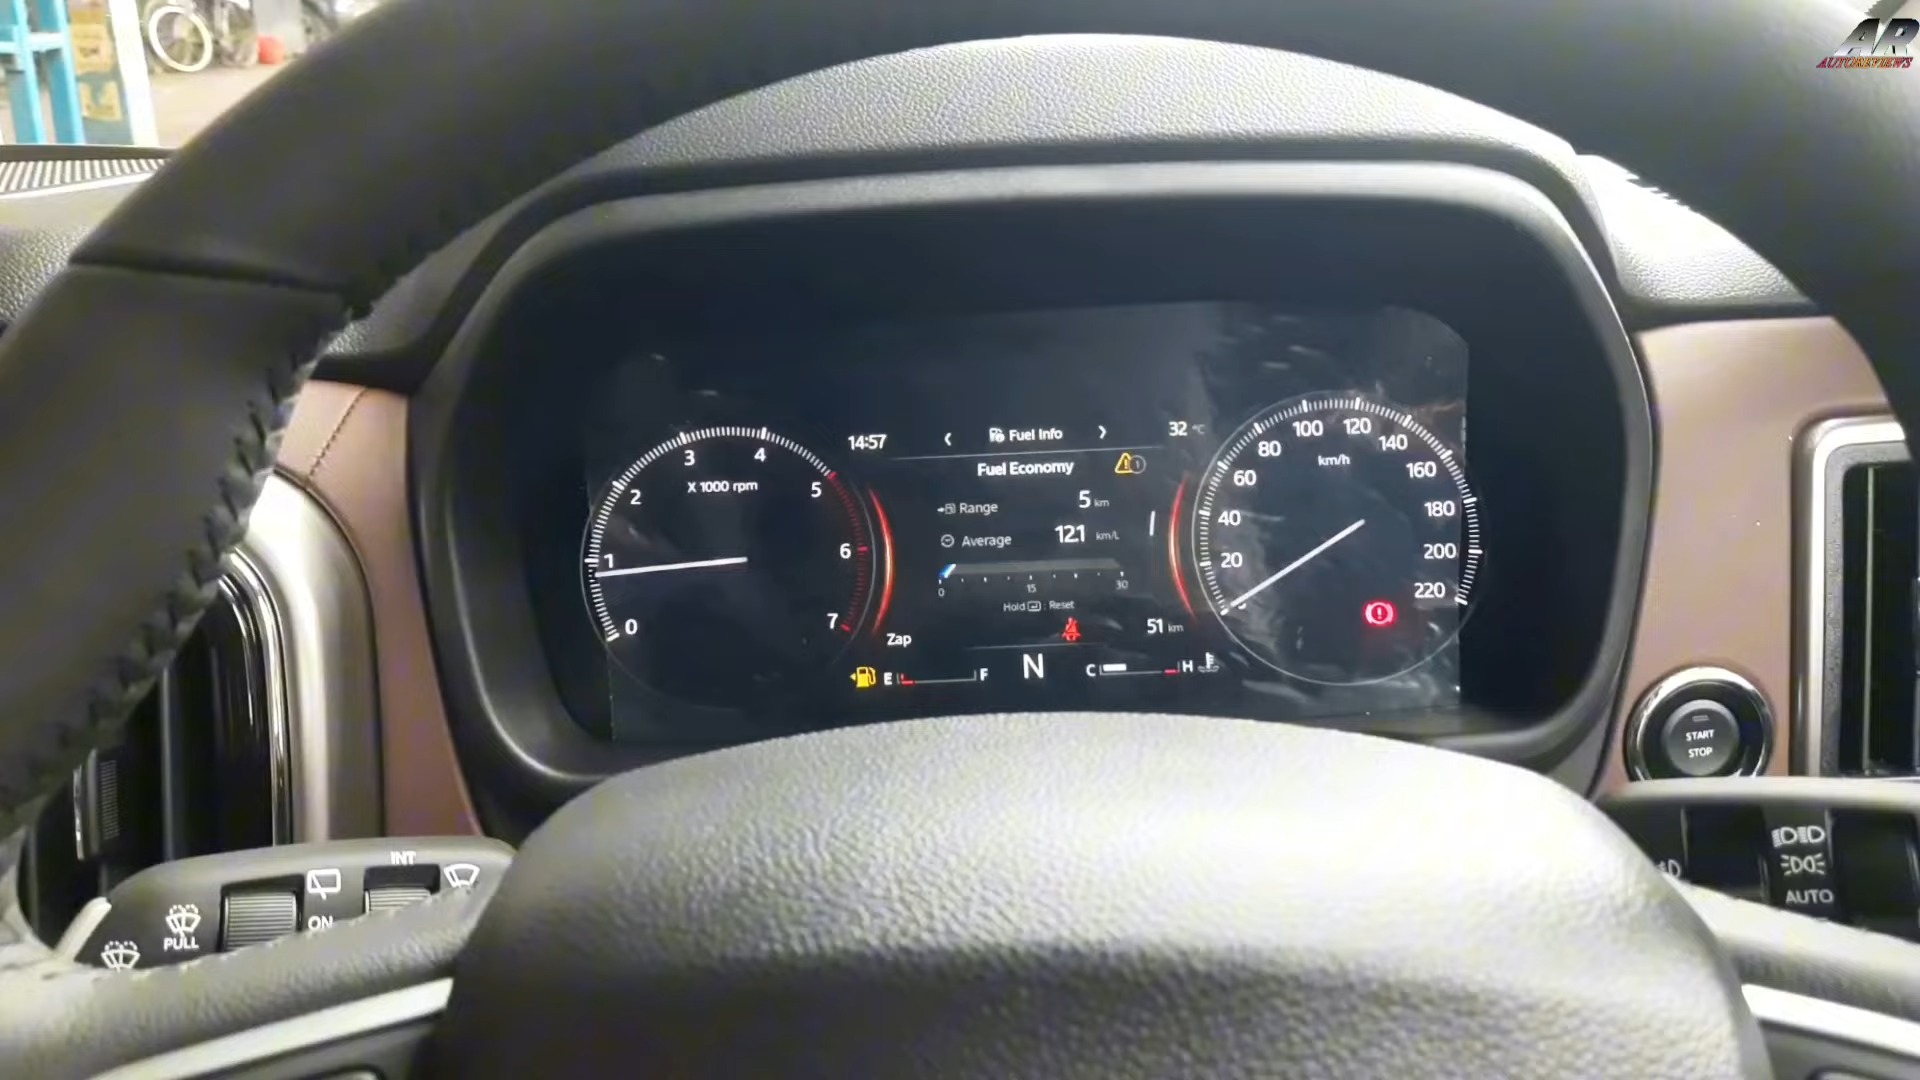 AR
AUTOREVIEWS
14:57
Fuel Info
32 °C
Fuel Economy
1
Range 5 km
Average 12.1 km/L
0 15 30
Hold : Reset
Zap
51 km
E F
N
C H
0 1 2 3 4 5 6 7
X 1000 rpm
20 40 60 80 100 120 140 160 180 200 220
km/h
START
STOP
INT
ON
PULL
AUTO